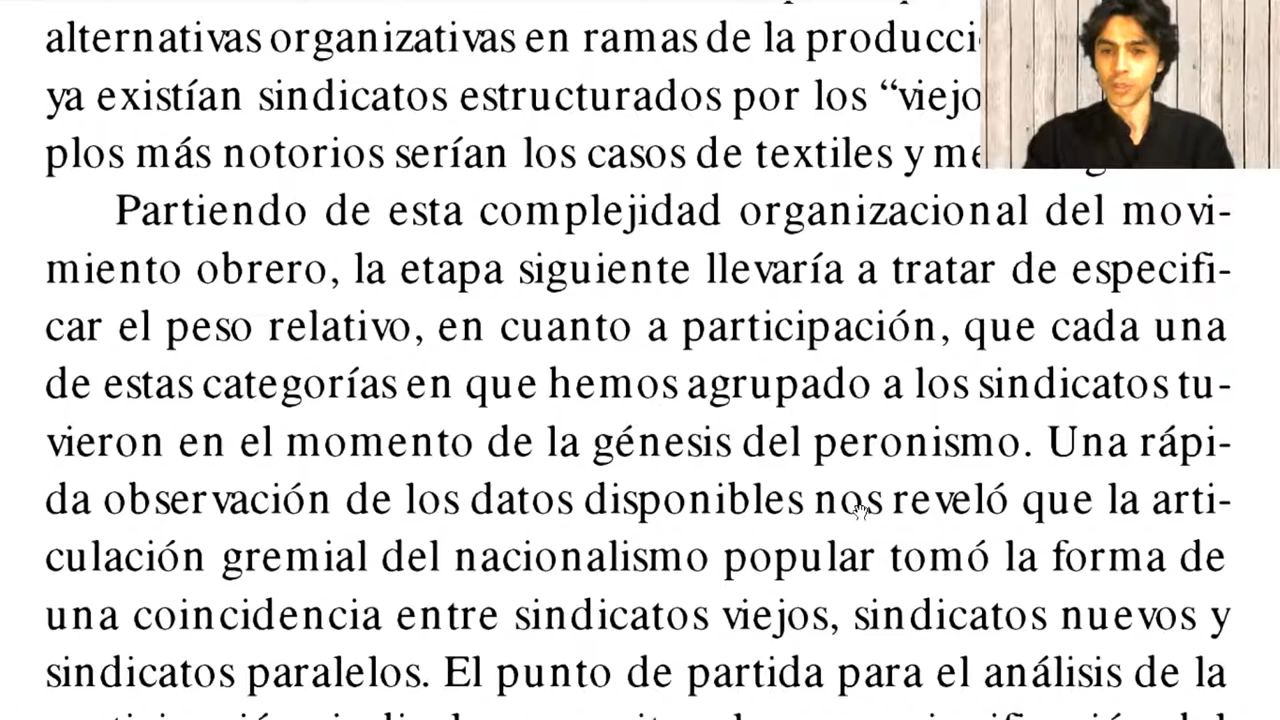 alternativas organizativas en ramas de la
ya existían sindicatos estructurados por los
plos más notorios serían los casos de textiles y
Partiendo de esta complejidad organizacional del movi-
miento obrero, la etapa siguiente llevaría a tratar de especifi-
car el peso relativo, en cuanto a participación, que cada una
de estas categorías en que hemos agrupado a los sindicatos tu-
vieron en el momento de la génesis del peronismo. Una rápi-
da observación de los datos disponibles nos reveló que la arti-
culación gremial del nacionalismo popular tomó la forma de
una coincidencia entre sindicatos viejos, sindicatos nuevos y
sindicatos paralelos. El punto de partida para el análisis de la